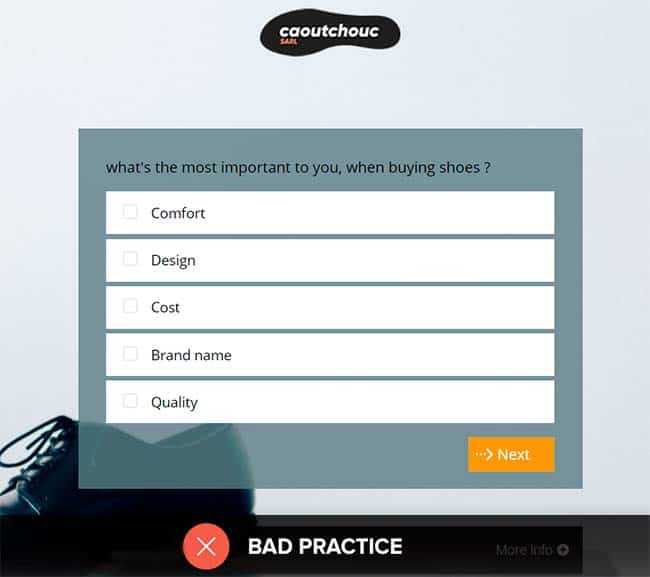 caoutchouc
SARL
what's the most important to you, when buying shoes ?
Comfort
Design
Cost
Brand name
Quality
Next
BAD PRACTICE
More Info